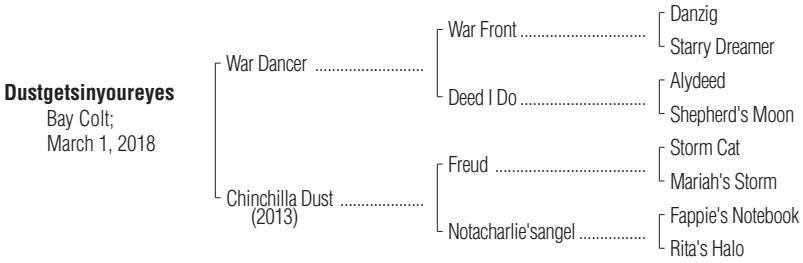 Dustgetsinyoureyes
Bay Colt;
March 1, 2018
War Dancer
Chinchilla Dust
(2013)
War Front
Deed I Do
Freud
Notacharlie'sangel
Danzig
Starry Dreamer
Alydeed
Shepherd's Moon
Storm Cat
Mariah's Storm
Fappie's Notebook
Rita's Halo